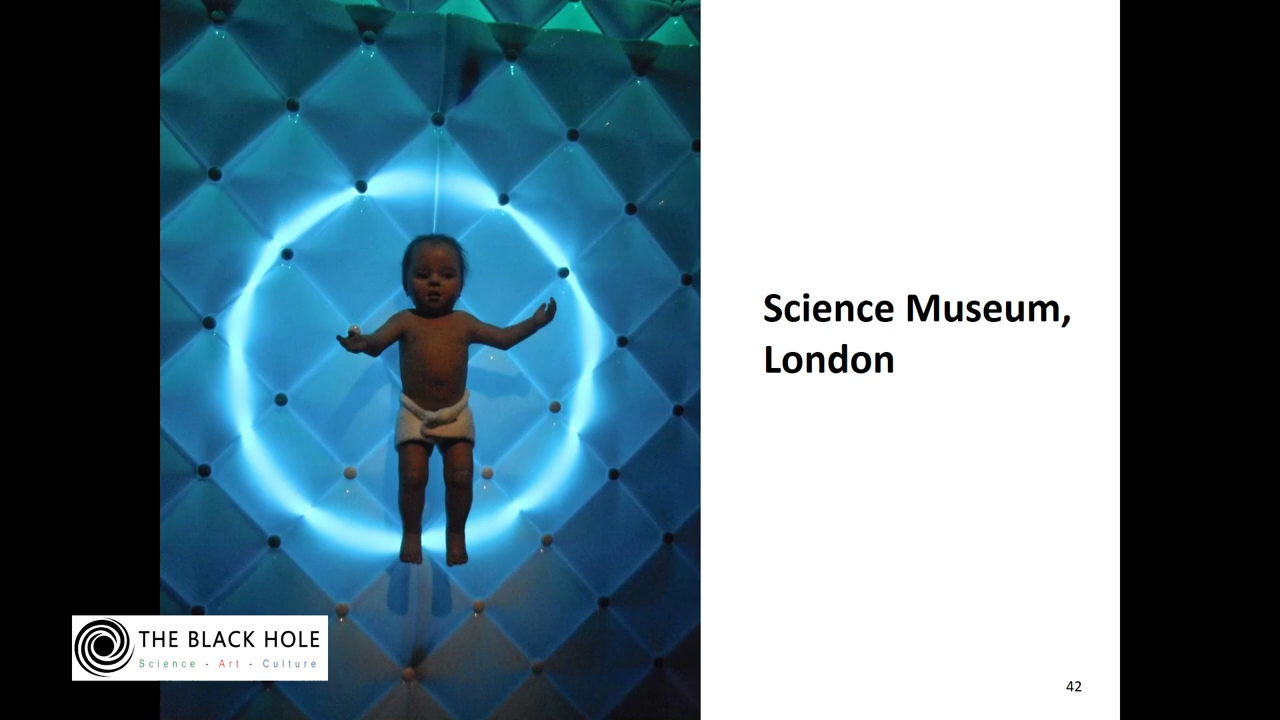 Science Museum,
London
THE BLACK HOLE
Science - Art - Culture
42